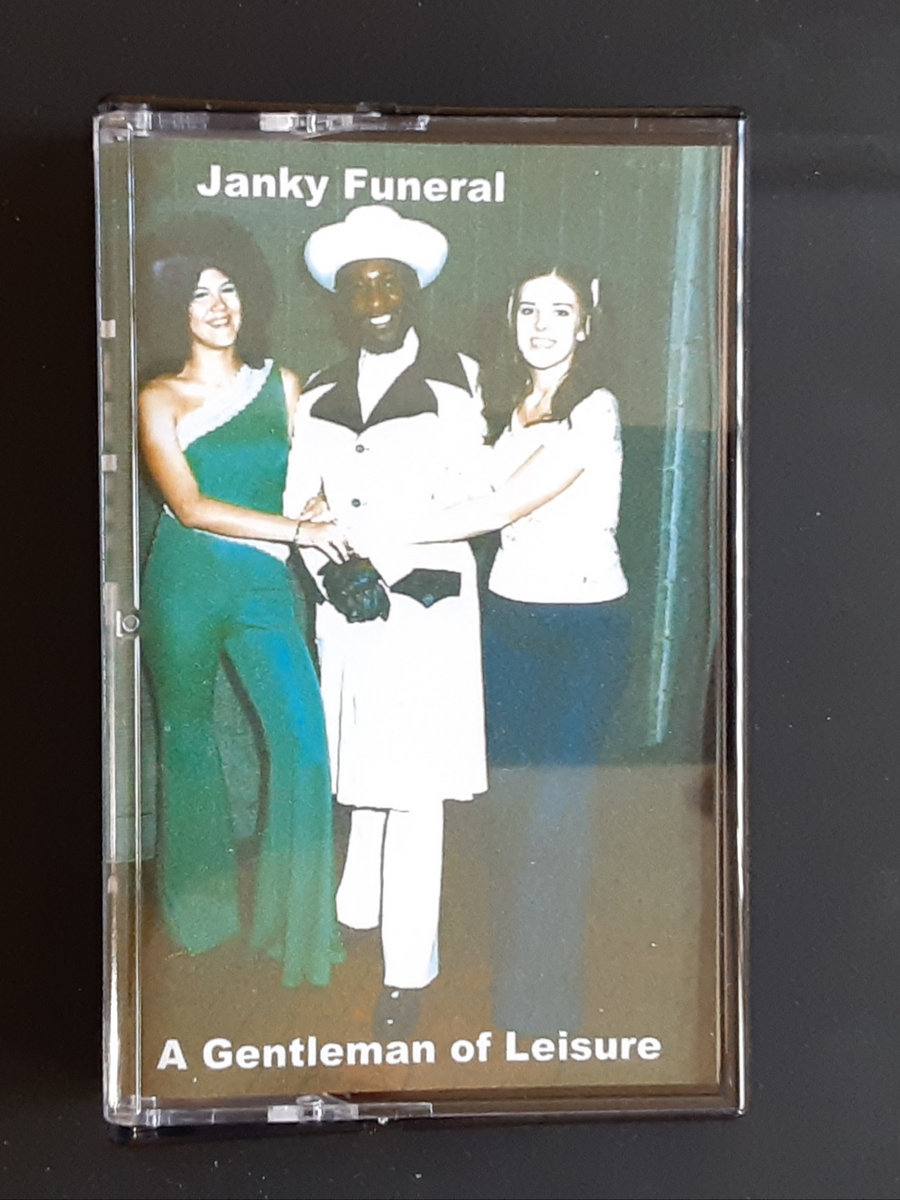 Janky Funeral
A Gentleman of Leisure